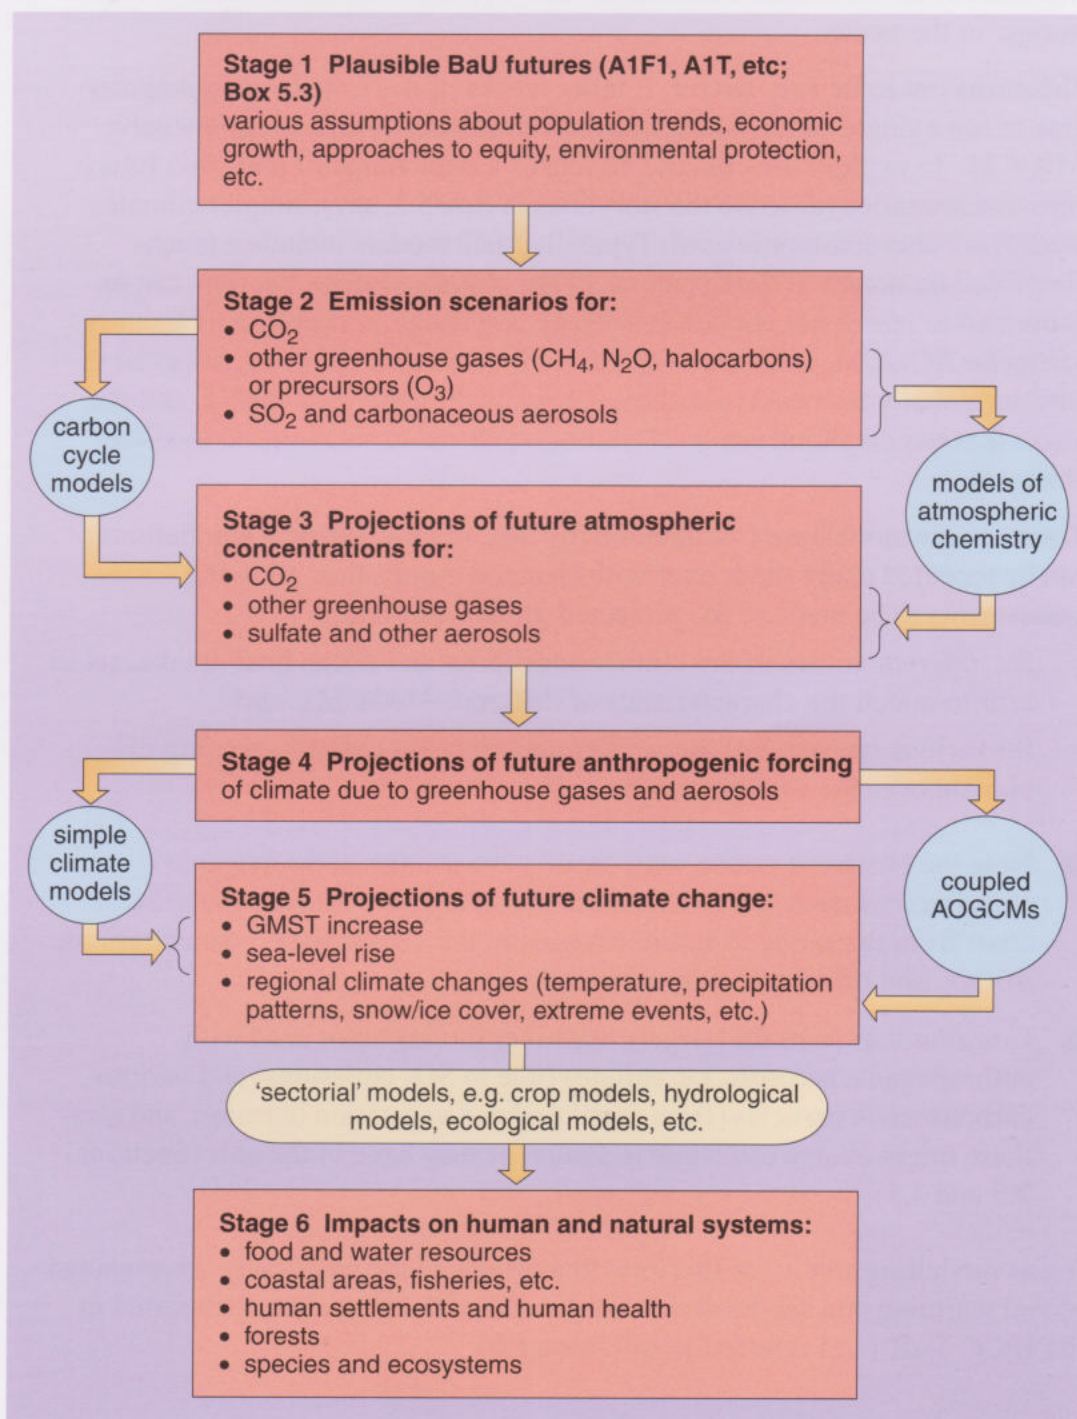 Stage 1 Plausible BaU futures (A1F1, A1T, etc;
Box 5.3)
various assumptions about population trends, economic
growth, approaches to equity, environmental protection,
etc.
Stage 2 Emission scenarios for:
• CO₂
• other greenhouse gases (CH₄, N₂O, halocarbons)
or precursors (O₃)
• SO₂ and carbonaceous aerosols
carbon
cycle
models
models of
atmospheric
chemistry
Stage 3 Projections of future atmospheric
concentrations for:
• CO₂
• other greenhouse gases
• sulfate and other aerosols
Stage 4 Projections of future anthropogenic forcing
of climate due to greenhouse gases and aerosols
simple
climate
models
coupled
AOGCMs
Stage 5 Projections of future climate change:
• GMST increase
• sea-level rise
• regional climate changes (temperature, precipitation
patterns, snow/ice cover, extreme events, etc.)
'sectorial' models, e.g. crop models, hydrological
models, ecological models, etc.
Stage 6 Impacts on human and natural systems:
• food and water resources
• coastal areas, fisheries, etc.
• human settlements and human health
• forests
• species and ecosystems